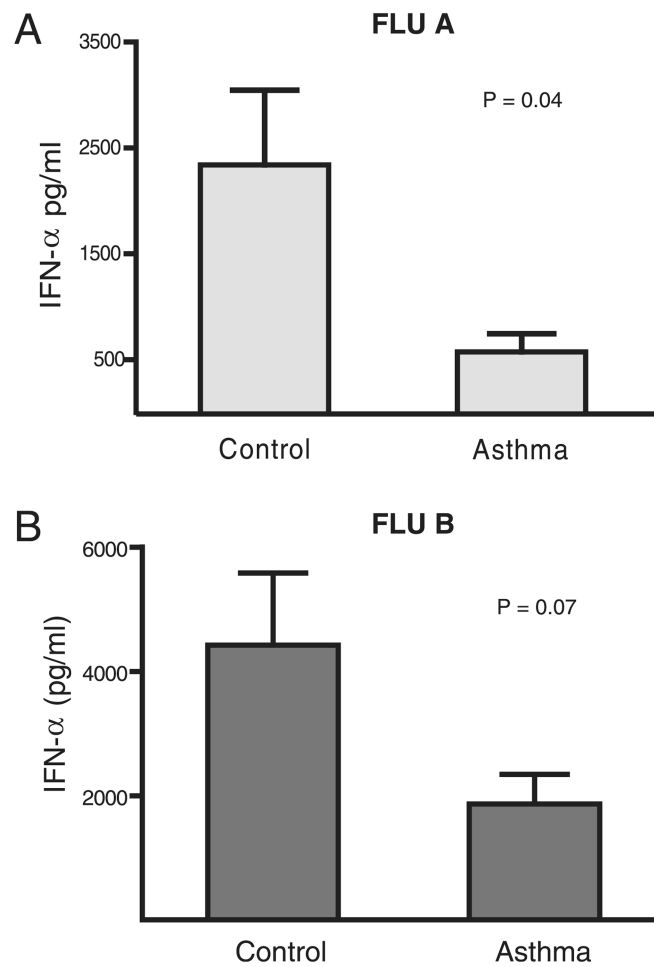 A
FLU A
3500
P = 0.04
2500
IFN-α pg/ml
1500
500
Control
Asthma
B
FLU B
6000
P = 0.07
4000
IFN-α (pg/ml)
2000
Control
Asthma